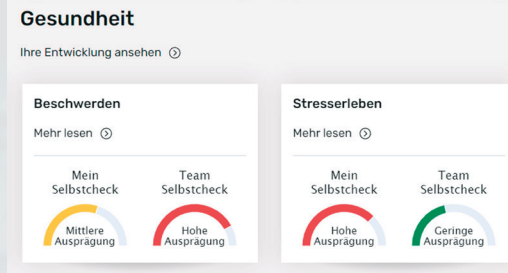 Gesundheit
Ihre Entwicklung ansehen
Beschwerden
Mehr lesen
Mein
Selbstcheck
Team
Selbstcheck
Mittlere
Ausprägung
Hohe
Ausprägung
Stresserleben
Mehr lesen
Mein
Selbstcheck
Team
Selbstcheck
Hohe
Ausprägung
Geringe
Ausprägung